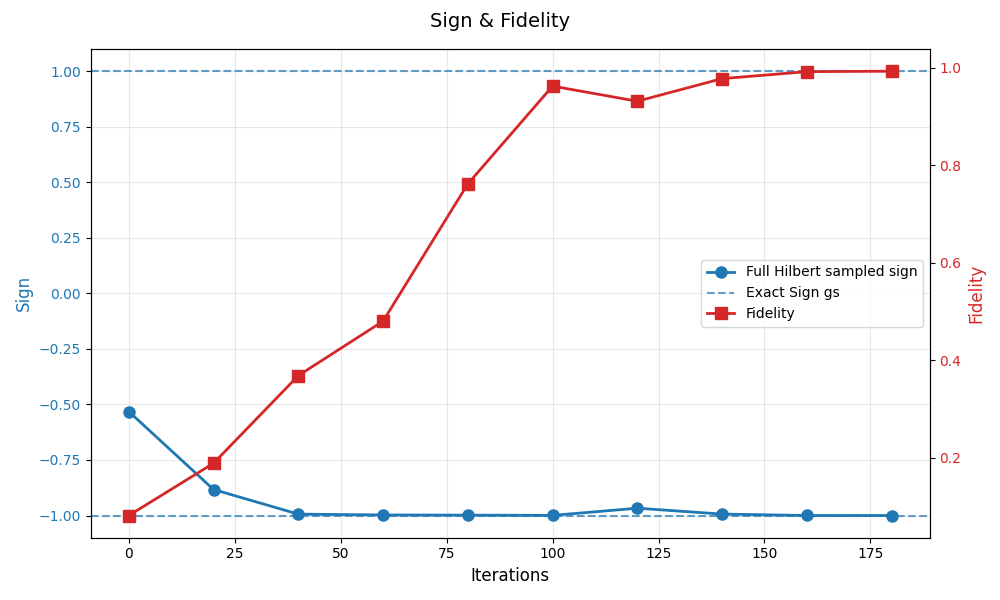 Sign & Fidelity
1.00
0.75
0.50
0.25
0.00
−0.25
−0.50
−0.75
−1.00
Sign
1.0
0.8
0.6
0.4
0.2
Fidelity
Full Hilbert sampled sign
Exact Sign gs
Fidelity
0 25 50 75 100 125 150 175
Iterations